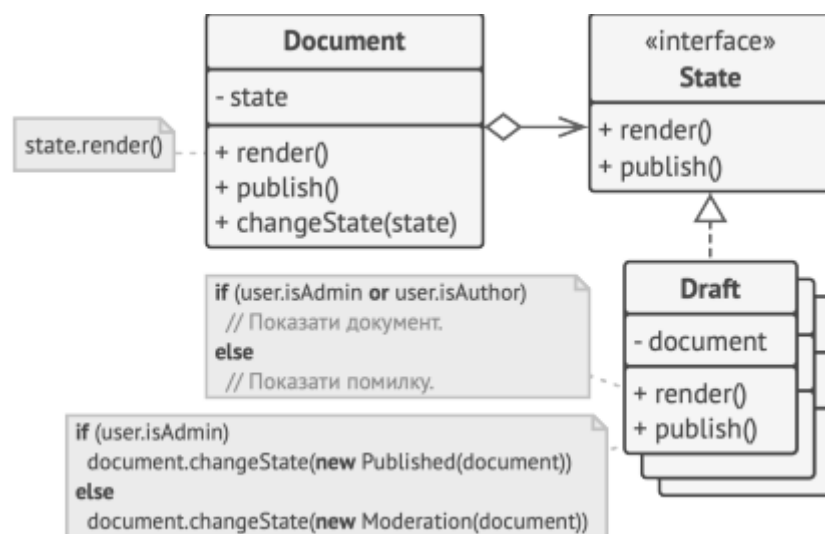 Document
- state
+ render()
+ publish()
+ changeState(state)
«interface»
State
+ render()
+ publish()
state.render()
Draft
- document
+ render()
+ publish()
if (user.isAdmin or user.isAuthor)
// Показати документ.
else
// Показати помилку.
if (user.isAdmin)
document.changeState(new Published(document))
else
document.changeState(new Moderation(document))